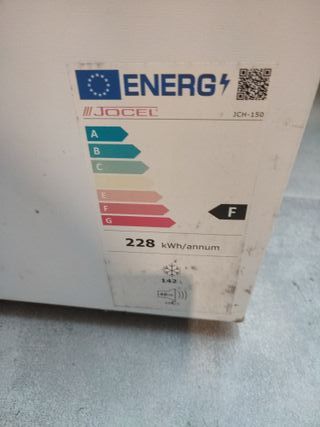 ENERG
JOCEL
JCH-150
A
B
C
E
F
G
F
228 kWh/annum
142 L